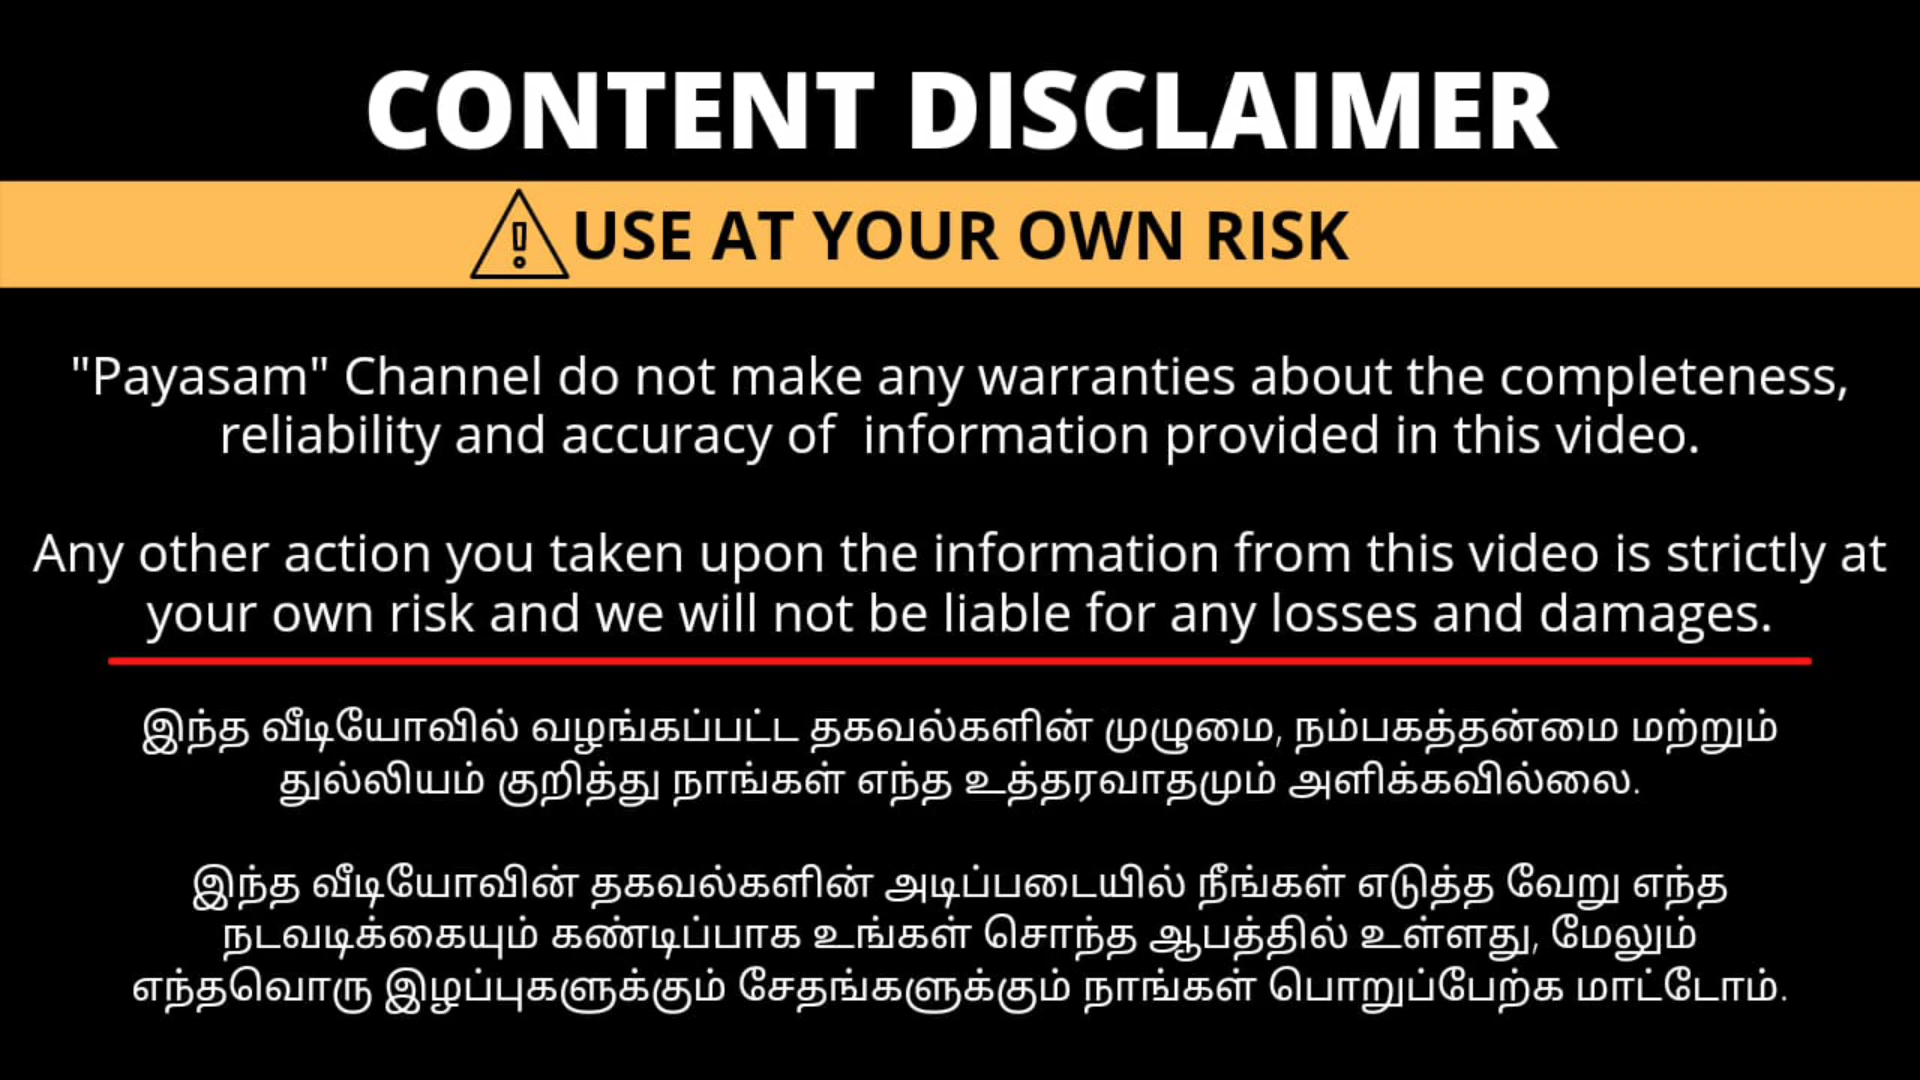 CONTENT DISCLAIMER
USE AT YOUR OWN RISK
"Payasam" Channel do not make any warranties about the completeness,
reliability and accuracy of  information provided in this video.
Any other action you taken upon the information from this video is strictly at
your own risk and we will not be liable for any losses and damages.
இந்த வீடியோவில் வழங்கப்பட்ட தகவல்களின் முழுமை, நம்பகத்தன்மை மற்றும்
துல்லியம் குறித்து நாங்கள் எந்த உத்தரவாதமும் அளிக்கவில்லை.
இந்த வீடியோவின் தகவல்களின் அடிப்படையில் நீங்கள் எடுத்த வேறு எந்த
நடவடிக்கையும் கண்டிப்பாக உங்கள் சொந்த ஆபத்தில் உள்ளது, மேலும்
எந்தவொரு இழப்புகளுக்கும் சேதங்களுக்கும் நாங்கள் பொறுப்பேற்க மாட்டோம்.